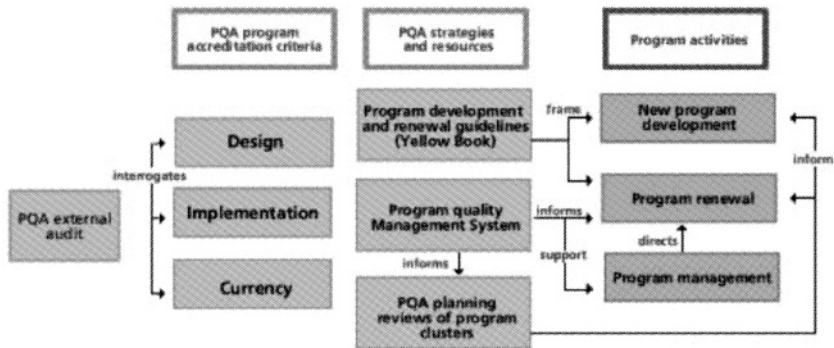 PQA program
accreditation criteria
PQA strategies
and resources
Program activities
Design
interrogates
Implementation
PQA external
audit
Currency
Program development
and renewal guidelines
(Yellow Book)
frame
New program
development
inform
Program quality
Management System
informs
Program renewal
support
directs
informs
Program management
PQA planning
reviews of program
clusters